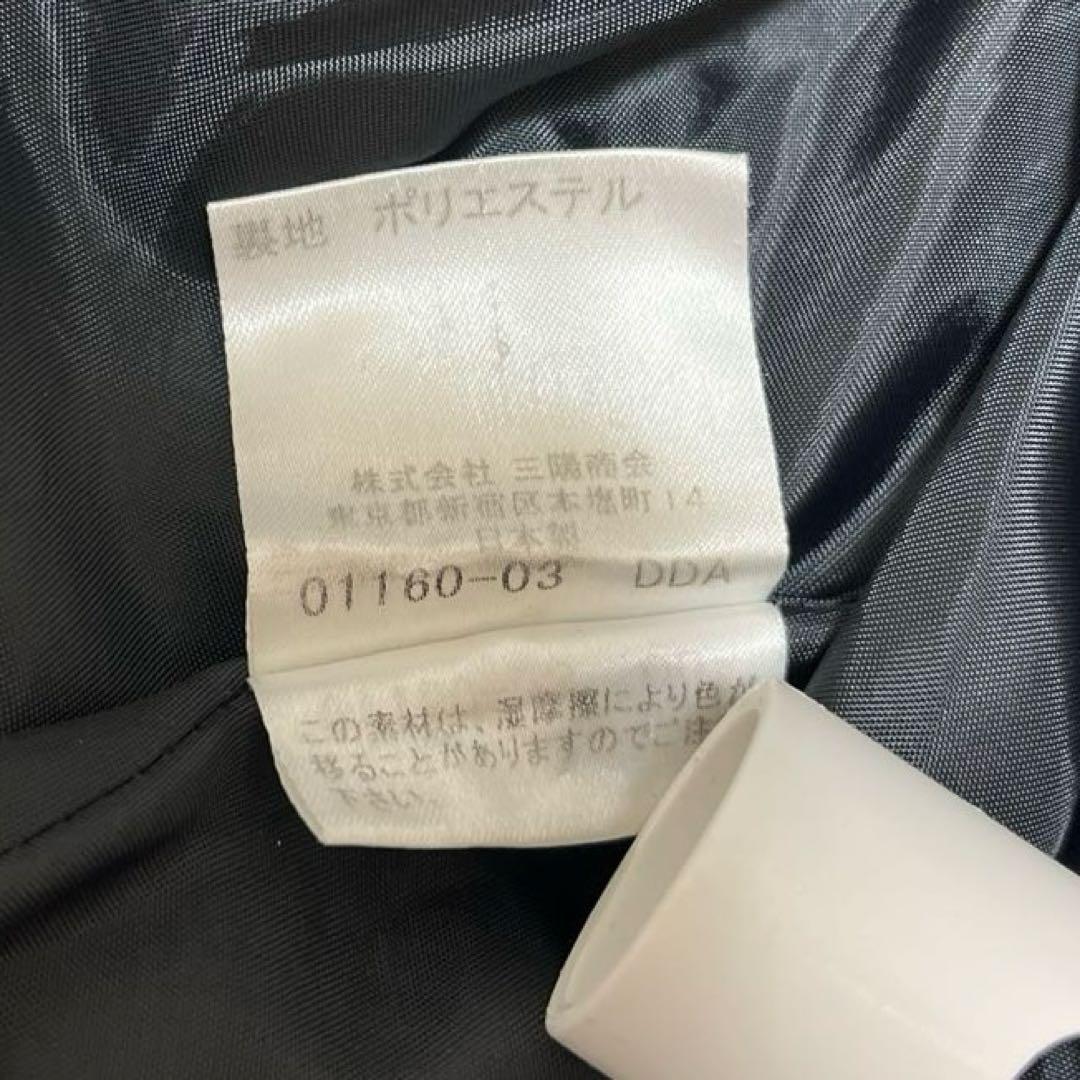 裏地 ポリエステル
株式会社 三陽商会
東京都新宿区本塩町14
日本製
01160-03 DDA
この素材は、湿摩擦により色が
移ることがありますのでご注
下さい。